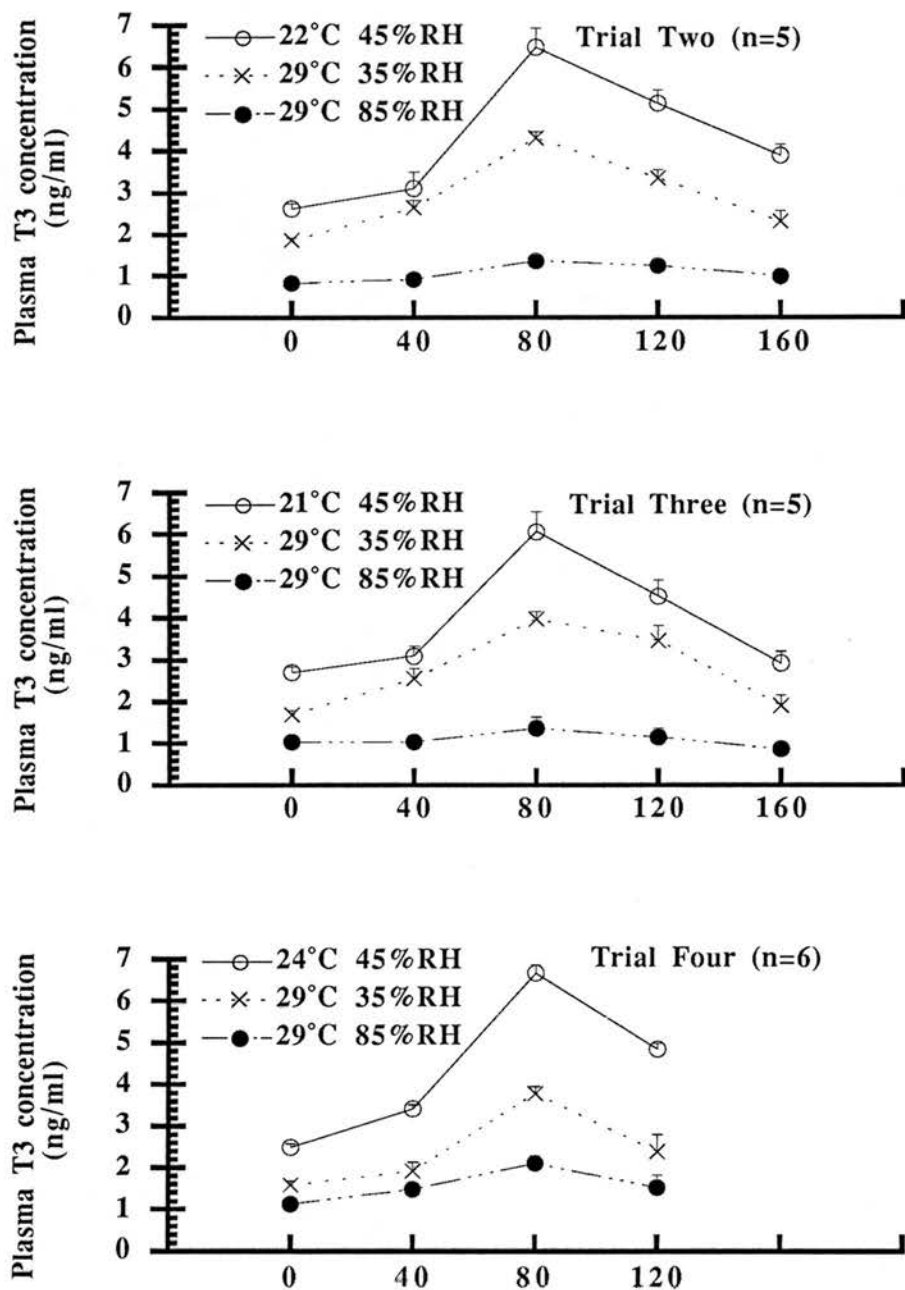 Plasma T3 concentration
(ng/ml)
7
6
5
4
3
2
1
0
22°C 45%RH
29°C 35%RH
29°C 85%RH
Trial Two (n=5)
0 40 80 120 160
Plasma T3 concentration
(ng/ml)
7
6
5
4
3
2
1
0
21°C 45%RH
29°C 35%RH
29°C 85%RH
Trial Three (n=5)
0 40 80 120 160
Plasma T3 concentration
(ng/ml)
7
6
5
4
3
2
1
0
24°C 45%RH
29°C 35%RH
29°C 85%RH
Trial Four (n=6)
0 40 80 120